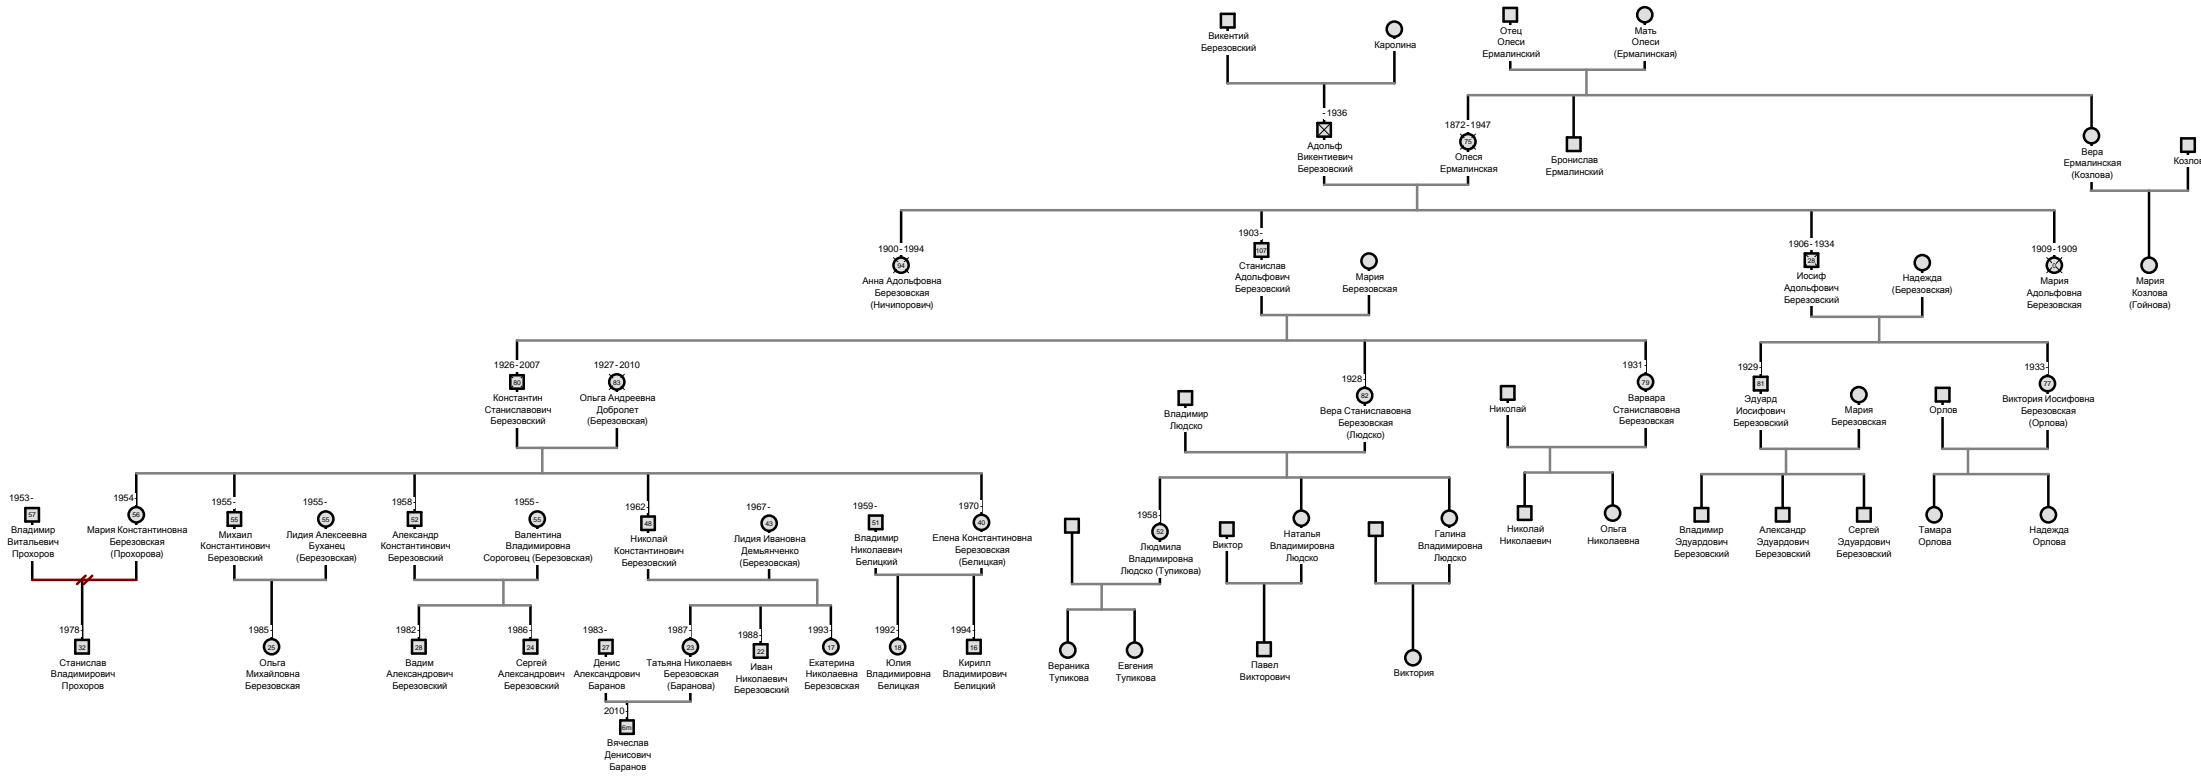 Викентий
Березовский
Каролина
Отец
Олеси
Ермалинский
Мать
Олеси
(Ермалинская)
-1936
Адольф
Викентиевич
Березовский
1872-1947
75
Олеся
Ермалинская
Бронислав
Ермалинский
Вера
Ермалинская
(Козлова)
Козлов
1900-1994
94
Анна Адольфовна
Березовская
(Ничипорович)
1903-
107
Станислав
Адольфович
Березовский
Мария
Березовская
1906-1934
28
Иосиф
Адольфович
Березовский
Надежда
(Березовская)
1909-1909
Мария
Адольфовна
Березовская
Мария
Козлова
(Гойнова)
1926-2007
80
Константин
Станиславович
Березовский
1927-2010
83
Ольга Андреевна
Добролет
(Березовская)
Владимир
Людско
1928-
82
Вера Станиславовна
Березовская
(Людско)
Николай
1931-
79
Варвара
Станиславовна
Березовская
1929-
81
Эдуард
Иосифович
Березовский
Мария
Березовская
Орлов
1933-
77
Виктория Иосифовна
Березовская
(Орлова)
1953-
57
Владимир
Витальевич
Прохоров
1954-
56
Мария Константиновна
Березовская
(Прохорова)
1955-
55
Михаил
Константинович
Березовский
1955-
55
Лидия Алексеевна
Буханец
(Березовская)
1958-
52
Александр
Константинович
Березовский
1955-
55
Валентина
Владимировна
Сороговец (Березовская)
1962-
48
Николай
Константинович
Березовский
1967-
43
Лидия Ивановна
Демьянченко
(Березовская)
1959-
51
Владимир
Николаевич
Белицкий
1970-
40
Елена Константиновна
Березовская
(Белицкая)
1958-
52
Людмила
Владимировна
Людско (Тупикова)
Виктор
Наталья
Владимировна
Людско
Галина
Владимировна
Людско
Николай
Николаевич
Ольга
Николаевна
Владимир
Эдуардович
Березовский
Александр
Эдуардович
Березовский
Сергей
Эдуардович
Березовский
Тамара
Орлова
Надежда
Орлова
1978-
32
Станислав
Владимирович
Прохоров
1985-
25
Ольга
Михайловна
Березовская
1982-
28
Вадим
Александрович
Березовский
1986-
24
Сергей
Александрович
Березовский
1983-
27
Денис
Александрович
Баранов
1987-
23
Татьяна Николаевн
Березовская
(Баранова)
1988-
22
Иван
Николаевич
Березовский
1993-
17
Екатерина
Николаевна
Березовская
1992-
18
Юлия
Владимировна
Белицкая
1994-
16
Кирилл
Владимирович
Белицкий
Вераника
Тупикова
Евгения
Тупикова
Павел
Викторович
Виктория
2010-
6m
Вячеслав
Денисович
Баранов